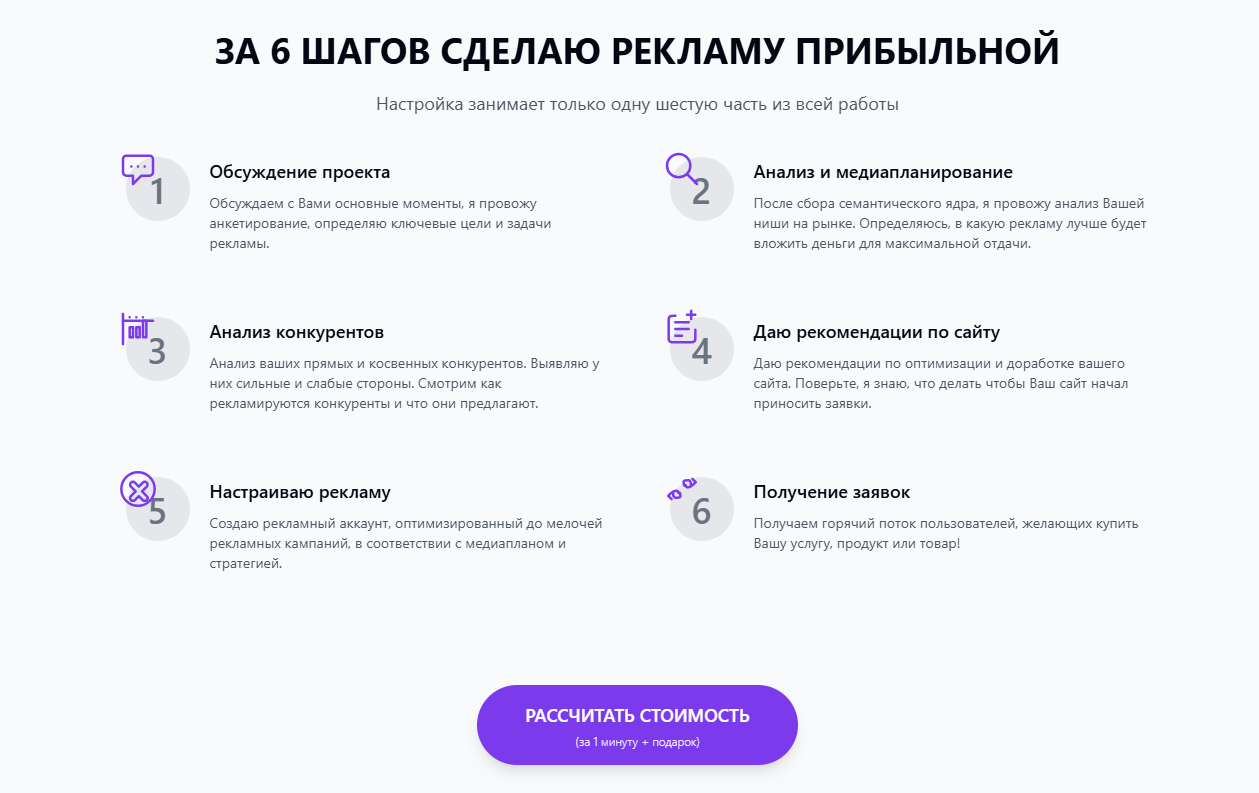 ЗА 6 ШАГОВ СДЕЛАЮ РЕКЛАМУ ПРИБЫЛЬНОЙ
Настройка занимает только одну шестую часть из всей работы
1
Обсуждение проекта
Обсуждаем с Вами основные моменты, я провожу
анкетирование, определяю ключевые цели и задачи
рекламы.
2
Анализ и медиапланирование
После сбора семантического ядра, я провожу анализ Вашей
ниши на рынке. Определяюсь, в какую рекламу лучше будет
вложить деньги для максимальной отдачи.
3
Анализ конкурентов
Анализ ваших прямых и косвенных конкурентов. Выявляю у
них сильные и слабые стороны. Смотрим как
рекламируются конкуренты и что они предлагают.
4
Даю рекомендации по сайту
Даю рекомендации по оптимизации и доработке вашего
сайта. Поверьте, я знаю, что делать чтобы Ваш сайт начал
приносить заявки.
5
Настраиваю рекламу
Создаю рекламный аккаунт, оптимизированный до мелочей
рекламных кампаний, в соответствии с медиапланом и
стратегией.
6
Получение заявок
Получаем горячий поток пользователей, желающих купить
Вашу услугу, продукт или товар!
РАССЧИТАТЬ СТОИМОСТЬ
(за 1 минуту + подарок)